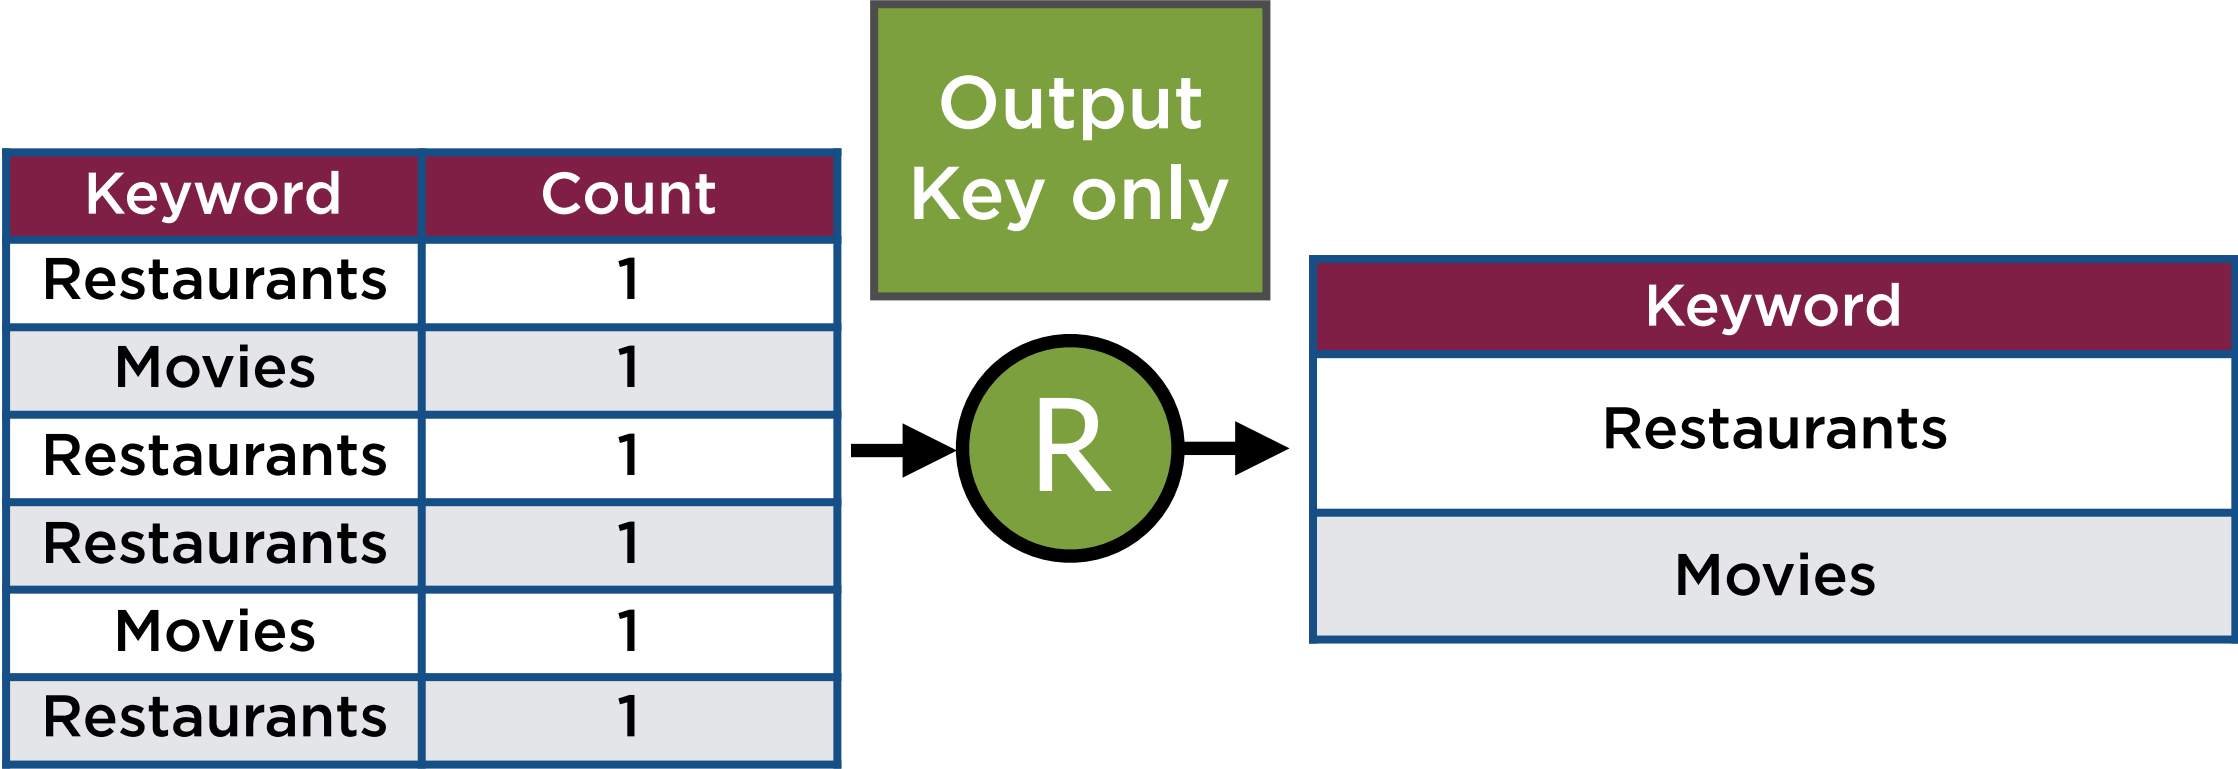 Output
Key only
Keyword Count
Restaurants 1
Movies 1
Restaurants 1
Restaurants 1
Movies 1
Restaurants 1
R
Keyword
Restaurants
Movies